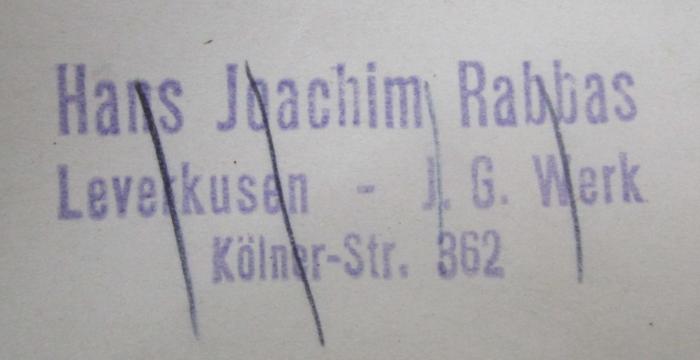 Hans Joachim Rabbas
Leverkusen - J. G. Werk
Kölner-Str. 362